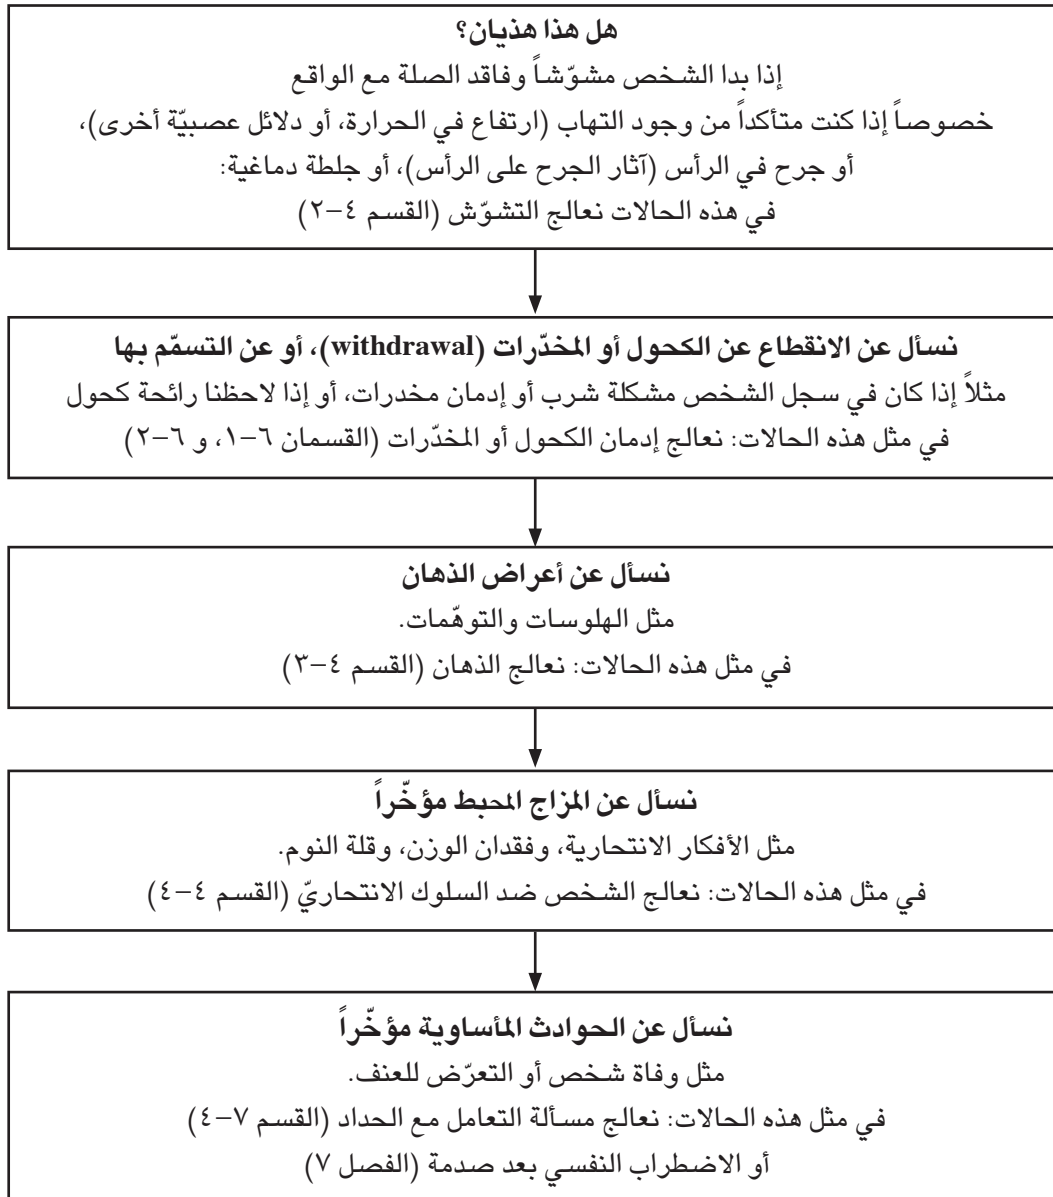 هل هذا هذيان؟
إذا بدا الشخص مشوّشاً وفاقد الصلة مع الواقع
خصوصاً إذا كنت متأكداً من وجود التهاب (ارتفاع في الحرارة، أو دلائل عصبيّة أخرى)،
أو جرح في الرأس (آثار الجرح على الرأس)، أو جلطة دماغية:
في هذه الحالات نعالج التشوّش (القسم ٤-٢)
نسأل عن الانقطاع عن الكحول أو المخدّرات (withdrawal)، أو عن التسمّم بها
مثلاً إذا كان في سجل الشخص مشكلة شرب أو إدمان مخدرات، أو إذا لاحظنا رائحة كحول
في مثل هذه الحالات: نعالج إدمان الكحول أو المخدّرات (القسمان ٦-١، و ٦-٢)
نسأل عن أعراض الذهان
مثل الهلوسات والتوهّمات.
في مثل هذه الحالات: نعالج الذهان (القسم ٤-٣)
نسأل عن المزاج المحبط مؤخّراً
مثل الأفكار الانتحارية، وفقدان الوزن، وقلة النوم.
في مثل هذه الحالات: نعالج الشخص ضد السلوك الانتحاريّ (القسم ٤-٤)
نسأل عن الحوادث المأساوية مؤخّراً
مثل وفاة شخص أو التعرّض للعنف.
في مثل هذه الحالات: نعالج مسألة التعامل مع الحداد (القسم ٧-٤)
أو الاضطراب النفسي بعد صدمة (الفصل ٧)